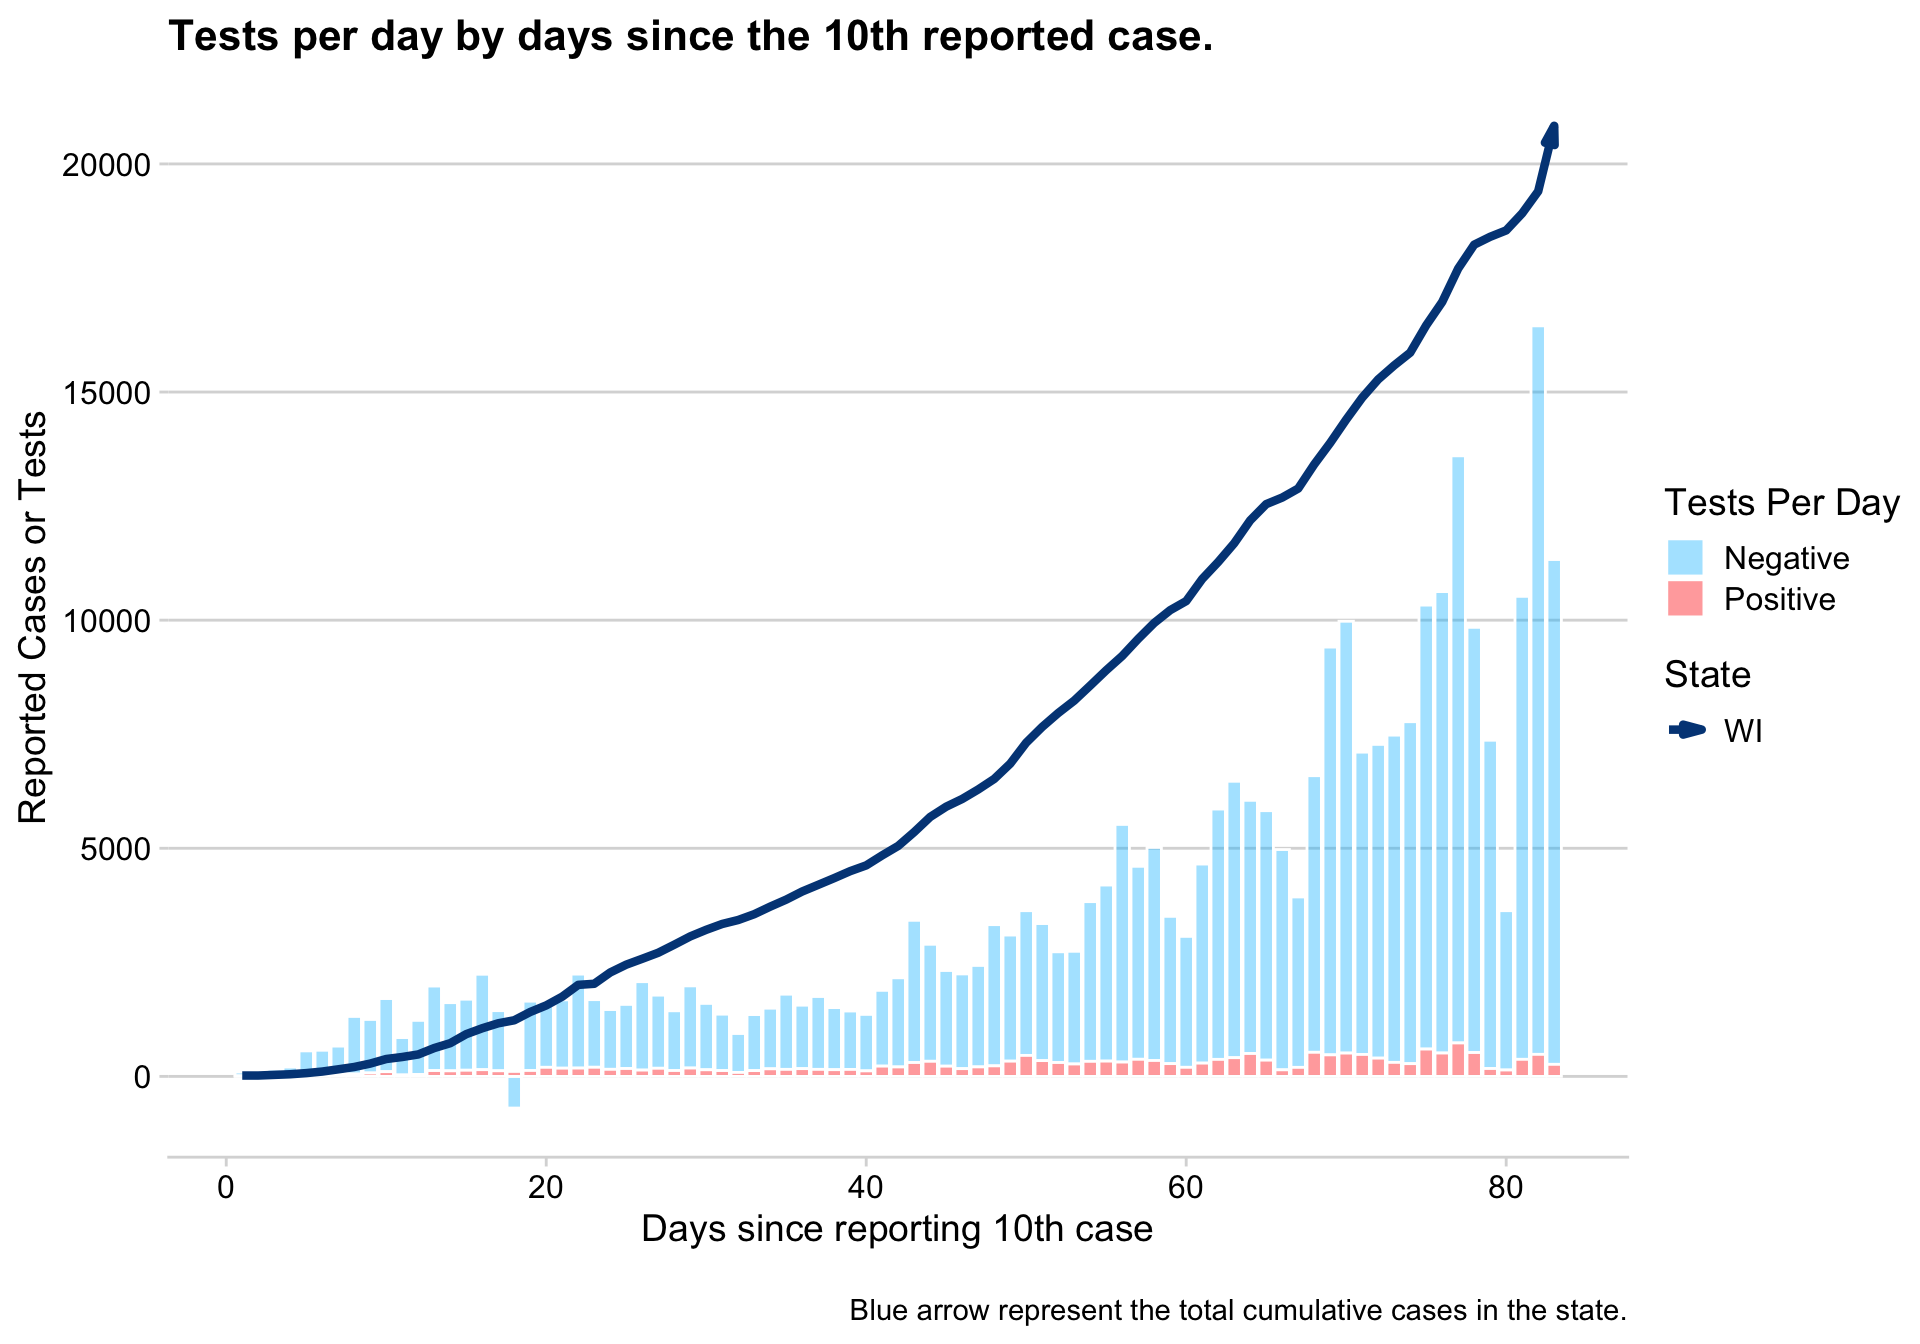 Tests per day by days since the 10th reported case.
20000
15000
10000
5000
0
Reported Cases or Tests
0 20 40 60 80
Days since reporting 10th case
Tests Per Day
Negative
Positive
State
WI
Blue arrow represent the total cumulative cases in the state.